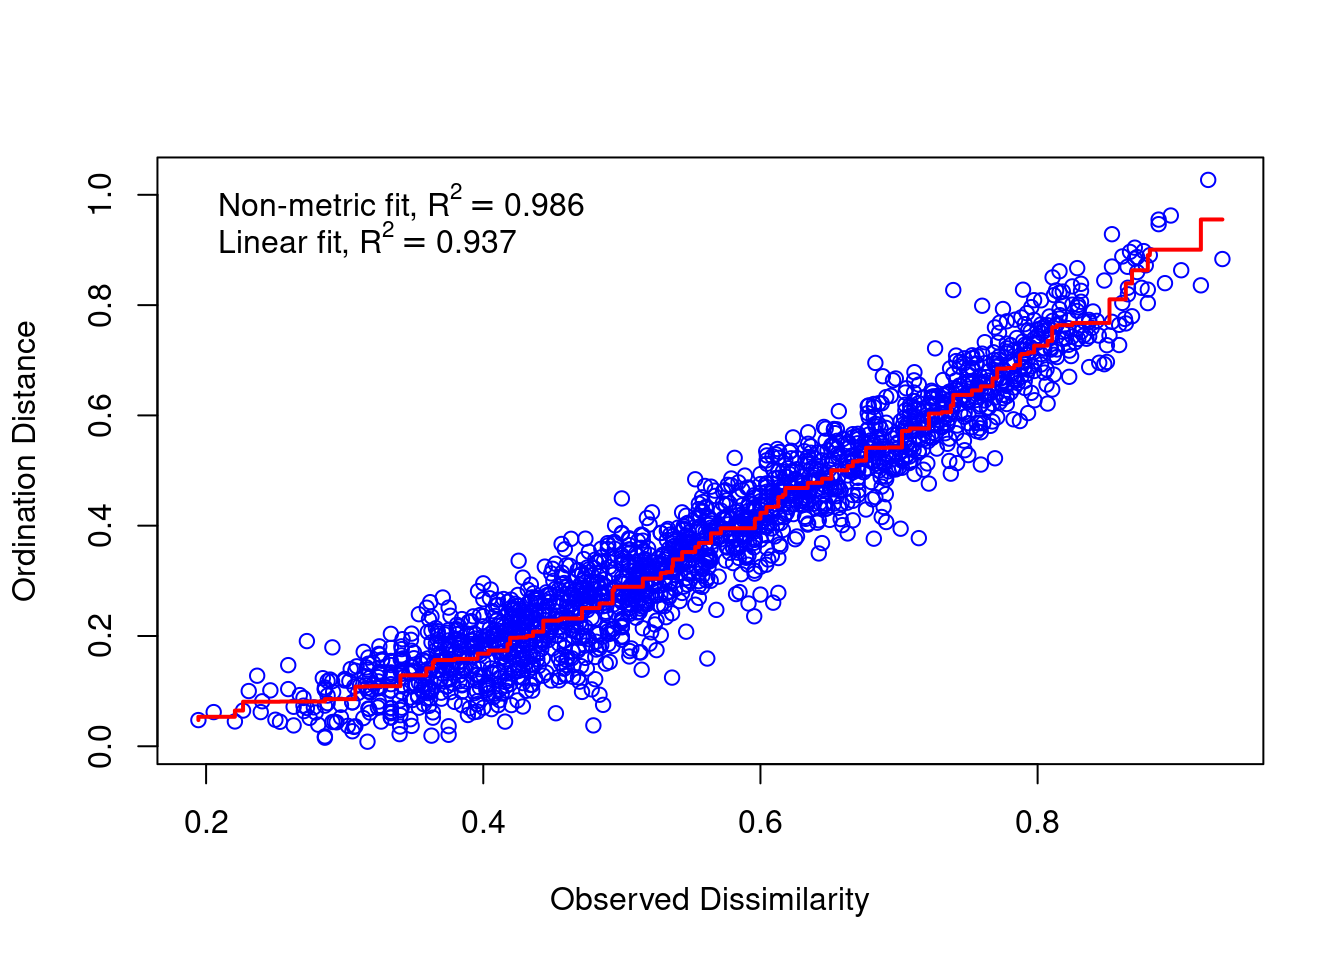 Non-metric fit, R² = 0.986
Linear fit, R² = 0.937
1.0
0.8
0.6
0.4
0.2
0.0
Ordination Distance
0.2 0.4 0.6 0.8
Observed Dissimilarity